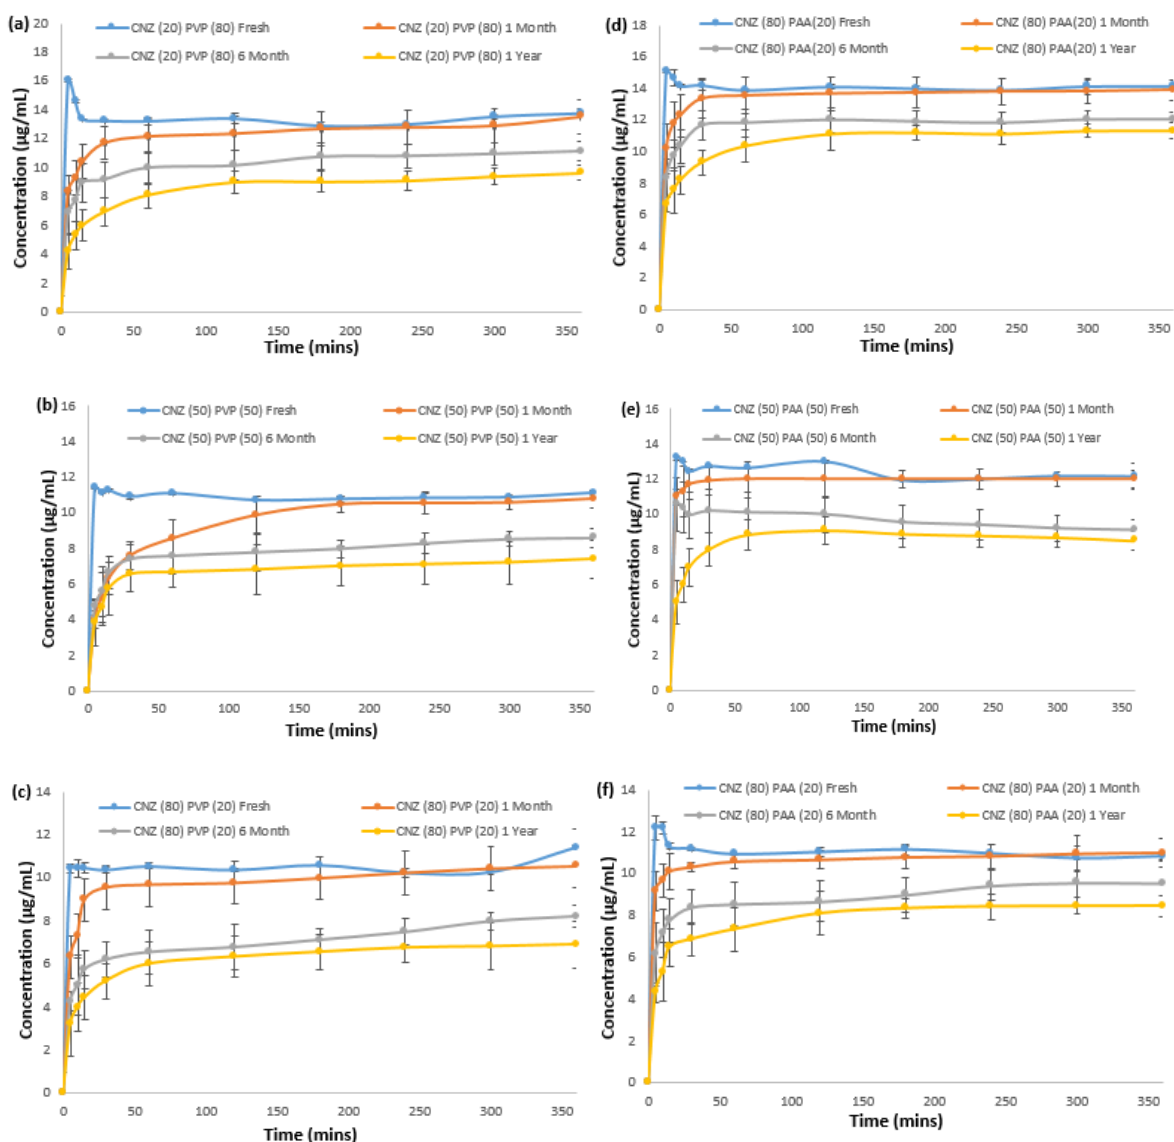 (a)
CNZ (20) PVP (80) Fresh
CNZ (20) PVP (80) 1 Month
CNZ (20) PVP (80) 6 Month
CNZ (20) PVP (80) 1 Year
Concentration (µg/mL)
20
18
16
14
12
10
8
6
4
2
0
0 50 100 150 200 250 300 350
Time (mins)
(d)
CNZ (80) PAA(20) Fresh
CNZ (80) PAA(20) 1 Month
CNZ (80) PAA(20) 6 Month
CNZ (80) PAA(20) 1 Year
Concentration (µg/mL)
18
16
14
12
10
8
6
4
2
0
0 50 100 150 200 250 300 350
Time (mins)
(b)
CNZ (50) PVP (50) Fresh
CNZ (50) PVP (50) 1 Month
CNZ (50) PVP (50) 6 Month
CNZ (50) PVP (50) 1 Year
Concentration (µg/mL)
16
14
12
10
8
6
4
2
0
0 50 100 150 200 250 300 350
Time (mins)
(e)
CNZ (50) PAA (50) Fresh
CNZ (50) PAA (50) 1 Month
CNZ (50) PAA (50) 6 Month
CNZ (50) PAA (50) 1 Year
Concentration (µg/mL)
16
14
12
10
8
6
4
2
0
0 50 100 150 200 250 300 350
Time (mins)
(c)
CNZ (80) PVP (20) Fresh
CNZ (80) PVP (20) 1 Month
CNZ (80) PVP (20) 6 Month
CNZ (80) PVP (20) 1 Year
Concentration (µg/mL)
14
12
10
8
6
4
2
0
0 50 100 150 200 250 300 350
Time (mins)
(f)
CNZ (80) PAA (20) Fresh
CNZ (80) PAA (20) 1 Month
CNZ (80) PAA (20) 6 Month
CNZ (80) PAA (20) 1 Year
Concentration (µg/mL)
14
12
10
8
6
4
2
0
0 50 100 150 200 250 300 350
Time (mins)